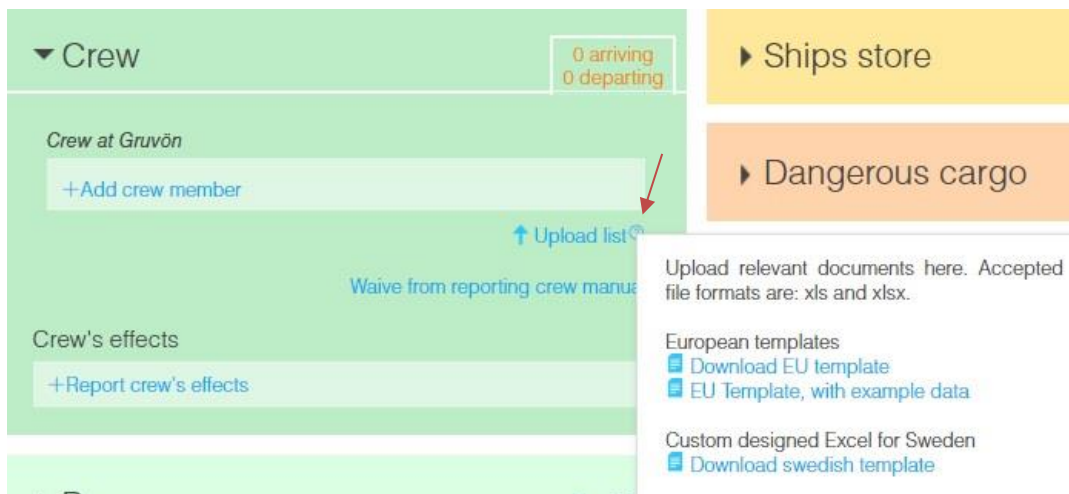 Crew
0 arriving
0 departing
Crew at Gruvön
+Add crew member
Upload list
Waive from reporting crew
Crew's effects
+Report crew's effects
Ships store
Dangerous cargo
Upload relevant documents here. Accepted
file formats are: xls and xlsx.
European templates
Download EU template
EU Template, with example data
Custom designed Excel for Sweden
Download swedish template